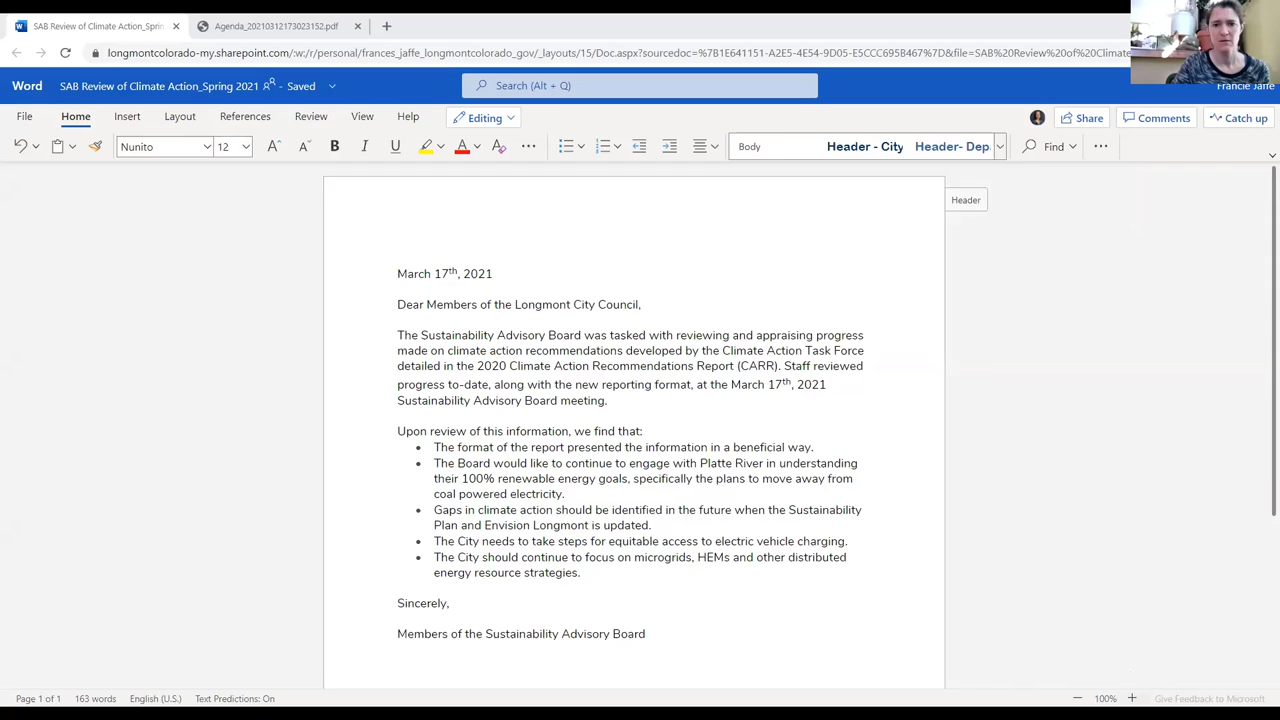 SAB Review of Climate Action_Sprin
Agenda_20210312173023152.pdf
longmontcolorado-my.sharepoint.com/:w:/r/personal/frances_jaffe_longmontcolorado_gov/_layouts/15/Doc.aspx?sourcedoc=%7B1E641151-A2E5-4E54-9D05-E5CCC6958467%7D&file=SAB%20Review%20of%20Climate
Word SAB Review of Climate Action_Spring 2021 - Saved Search (Alt + Q) Francie Jaffe
File Home Insert Layout References Review View Help Editing Share Comments Catch up
Nunito 12 A A B I U A Body Header - City Header- Dep Find
Header
March 17th, 2021
Dear Members of the Longmont City Council,
The Sustainability Advisory Board was tasked with reviewing and appraising progress
made on climate action recommendations developed by the Climate Action Task Force
detailed in the 2020 Climate Action Recommendations Report (CARR). Staff reviewed
progress to-date, along with the new reporting format, at the March 17th, 2021
Sustainability Advisory Board meeting.
Upon review of this information, we find that:
• The format of the report presented the information in a beneficial way.
• The Board would like to continue to engage with Platte River in understanding
their 100% renewable energy goals, specifically the plans to move away from
coal powered electricity.
• Gaps in climate action should be identified in the future when the Sustainability
Plan and Envision Longmont is updated.
• The City needs to take steps for equitable access to electric vehicle charging.
• The City should continue to focus on microgrids, HEMs and other distributed
energy resource strategies.
Sincerely,
Members of the Sustainability Advisory Board
Page 1 of 1 163 words English (U.S.) Text Predictions: On 100% Give Feedback to Microsoft